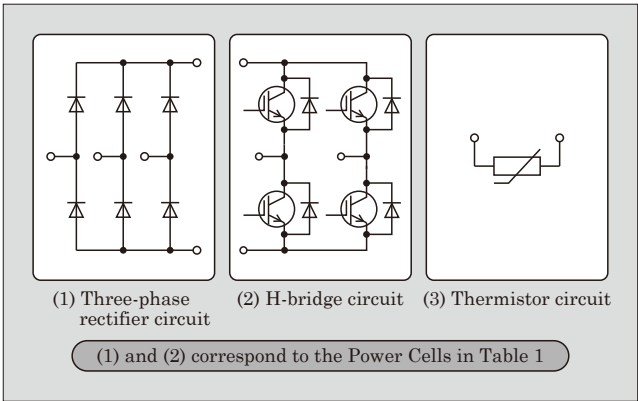 (1) Three-phase
rectifier circuit
(2) H-bridge circuit
(3) Thermistor circuit
(1) and (2) correspond to the Power Cells in Table 1